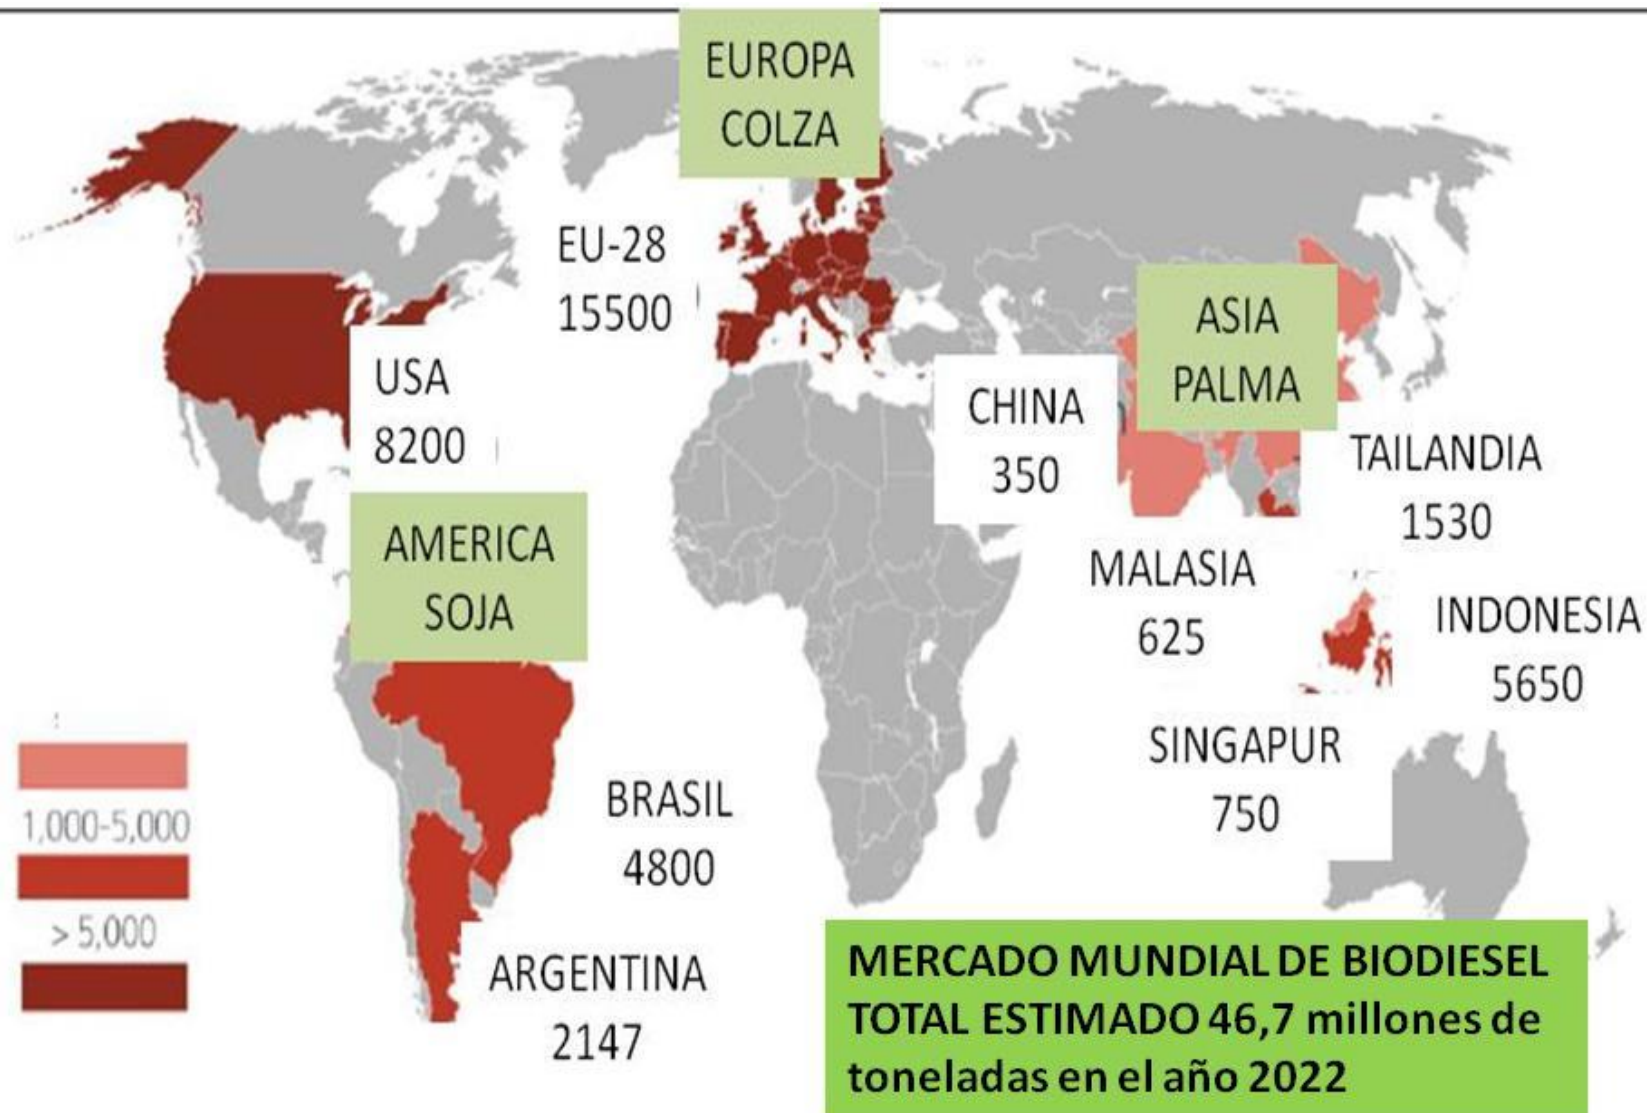 EUROPA
COLZA
EU-28
15500
USA
8200
AMERICA
SOJA
ASIA
PALMA
CHINA
350
TAILANDIA
1530
MALASIA
625
INDONESIA
5650
SINGAPUR
750
BRASIL
4800
ARGENTINA
2147
1,000-5,000
> 5,000
MERCADO MUNDIAL DE BIODIESEL
TOTAL ESTIMADO 46,7 millones de
toneladas en el año 2022